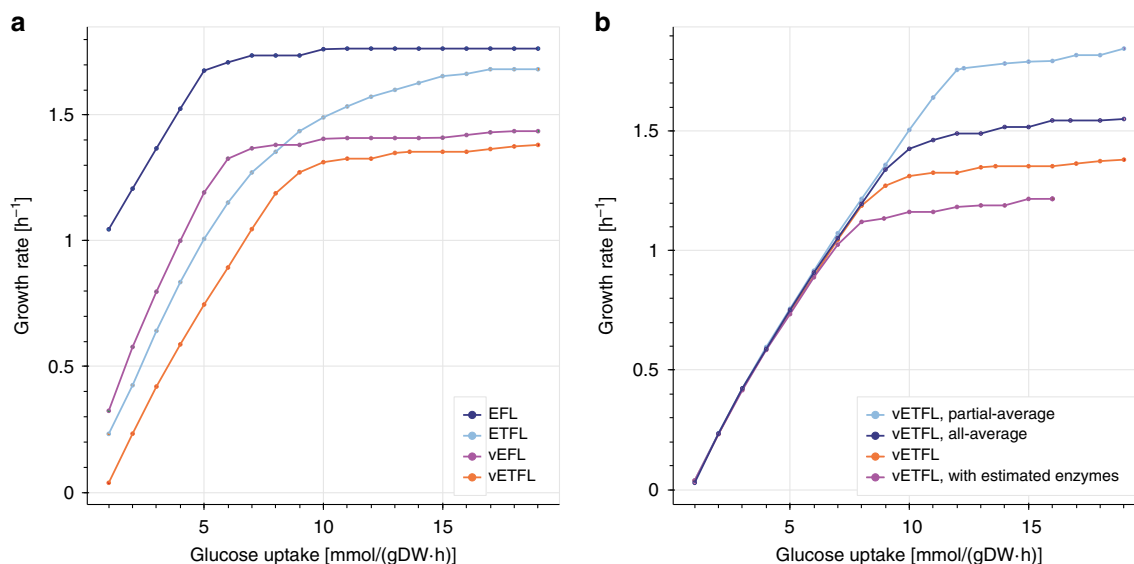 a
Growth rate [h⁻¹]
1.5
1
0.5
0
5
10
15
Glucose uptake [mmol/(gDW·h)]
EFL
ETFL
vEFL
vETFL
b
Growth rate [h⁻¹]
1.5
1
0.5
0
5
10
15
Glucose uptake [mmol/(gDW·h)]
vETFL, partial-average
vETFL, all-average
vETFL
vETFL, with estimated enzymes